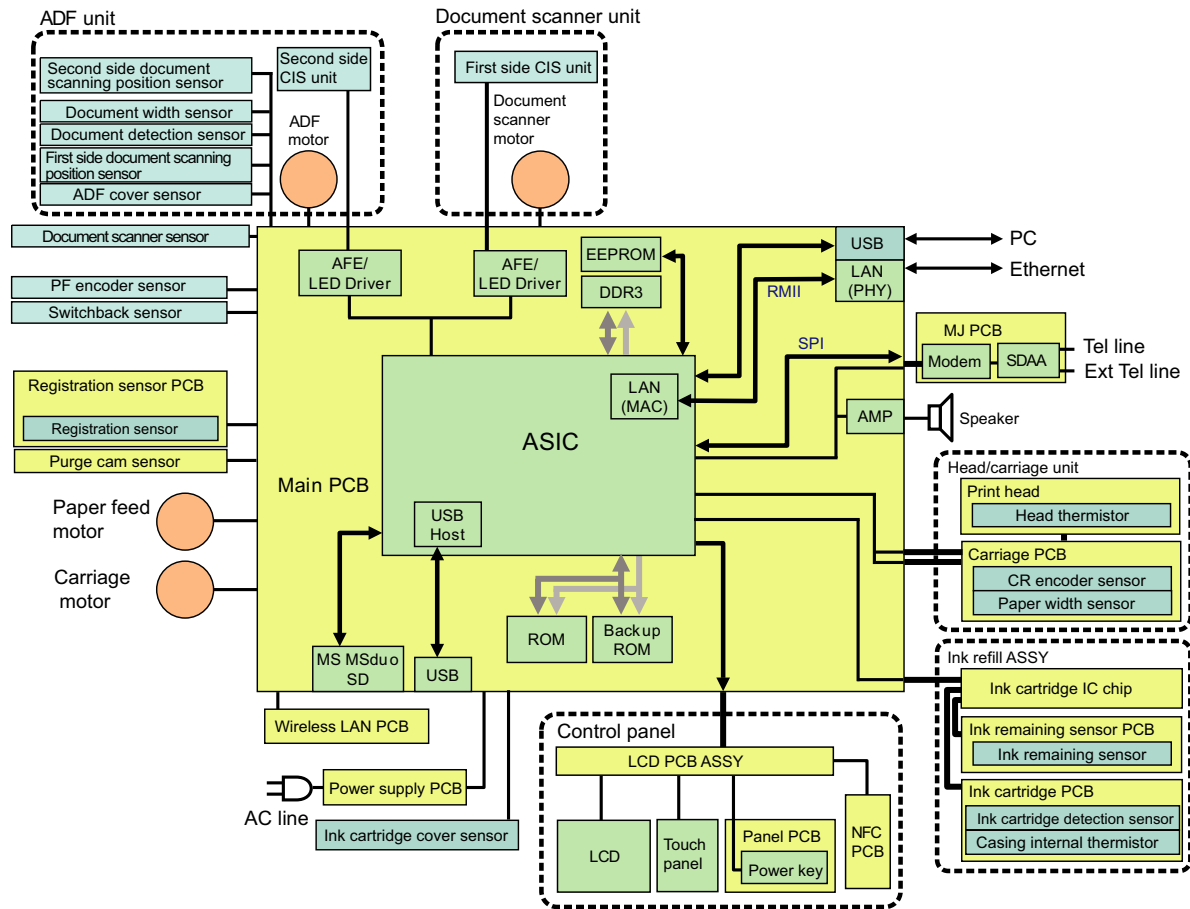 ADF unit
Document scanner unit
Second side document
scanning position sensor
Second side
CIS unit
First side CIS unit
Document width sensor
Document detection sensor
First side document scanning
position sensor
ADF cover sensor
ADF
motor
Document
scanner
motor
Document scanner sensor
PF encoder sensor
Switchback sensor
AFE/
LED Driver
AFE/
LED Driver
EEPROM
DDR3
USB
LAN
(PHY)
PC
Ethernet
RMII
SPI
MJ PCB
Modem
SDAA
Tel line
Ext Tel line
Registration sensor PCB
Registration sensor
Purge cam sensor
LAN
(MAC)
ASIC
AMP
Speaker
Main PCB
USB
Host
Paper feed
motor
Carriage
motor
Head/carriage unit
Print head
Head thermistor
Carriage PCB
CR encoder sensor
Paper width sensor
ROM
Backup
ROM
MS MSduo
SD
USB
Ink refill ASSY
Ink cartridge IC chip
Ink remaining sensor PCB
Ink remaining sensor
Ink cartridge PCB
Ink cartridge detection sensor
Casing internal thermistor
Wireless LAN PCB
Power supply PCB
AC line
Ink cartridge cover sensor
Control panel
LCD PCB ASSY
LCD
Touch
panel
Panel PCB
Power key
NFC
PCB